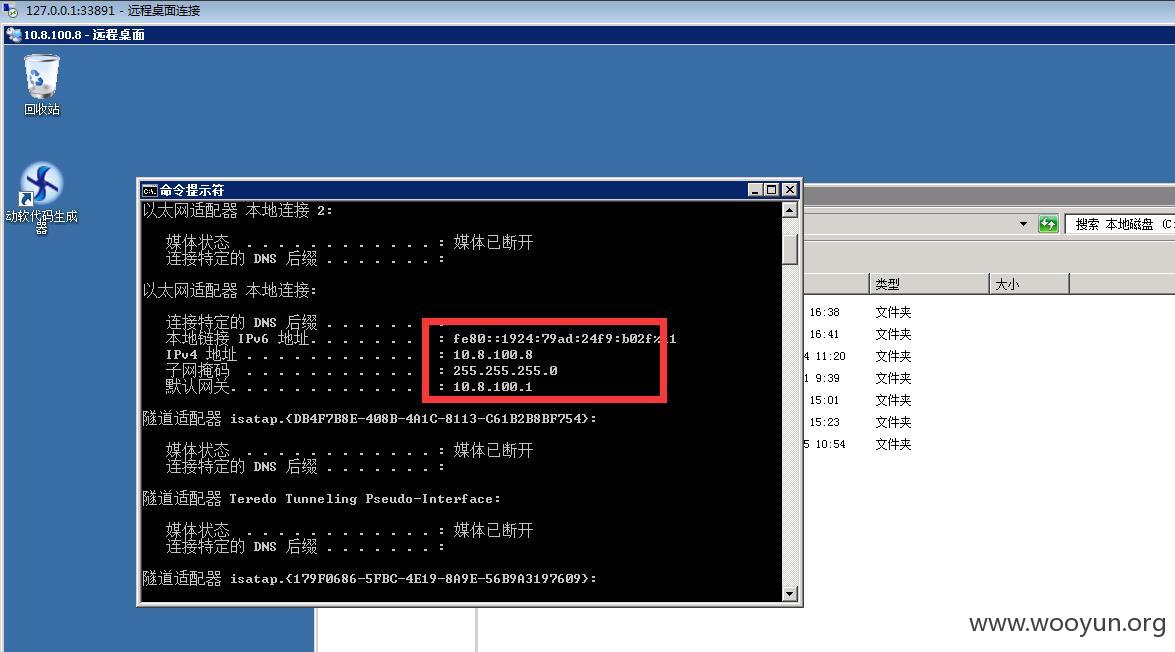 127.0.0.1:33891 - 远程桌面连接
10.8.100.8 - 远程桌面
回收站
动软代码生成
器
命令提示符
以太网适配器 本地连接 2:
媒体状态 . . . . . . . . . . . . : 媒体已断开
连接特定的 DNS 后缀 . . . . . . . :
以太网适配器 本地连接:
连接特定的 DNS 后缀 . . . . . . . :
本地链接 IPv6 地址. . . . . . . . : fe80::1924:79ad:24f9:b02f%11
IPv4 地址 . . . . . . . . . . . . : 10.8.100.8
子网掩码 . . . . . . . . . . . . : 255.255.255.0
默认网关. . . . . . . . . . . . . : 10.8.100.1
隧道适配器 isatap.{DB4F7B8E-408B-4A1C-8113-C61B2B8BF754}:
媒体状态 . . . . . . . . . . . . : 媒体已断开
连接特定的 DNS 后缀 . . . . . . . :
隧道适配器 Teredo Tunneling Pseudo-Interface:
媒体状态 . . . . . . . . . . . . : 媒体已断开
连接特定的 DNS 后缀 . . . . . . . :
隧道适配器 isatap.{179F0686-5FBC-4E19-8A9E-56B9A3197609}:
搜索 本地磁盘 (C:
类型 大小
16:38 文件夹
16:41 文件夹
4 11:20 文件夹
1 9:39 文件夹
15:01 文件夹
15:23 文件夹
5 10:54 文件夹
www.wooyun.org